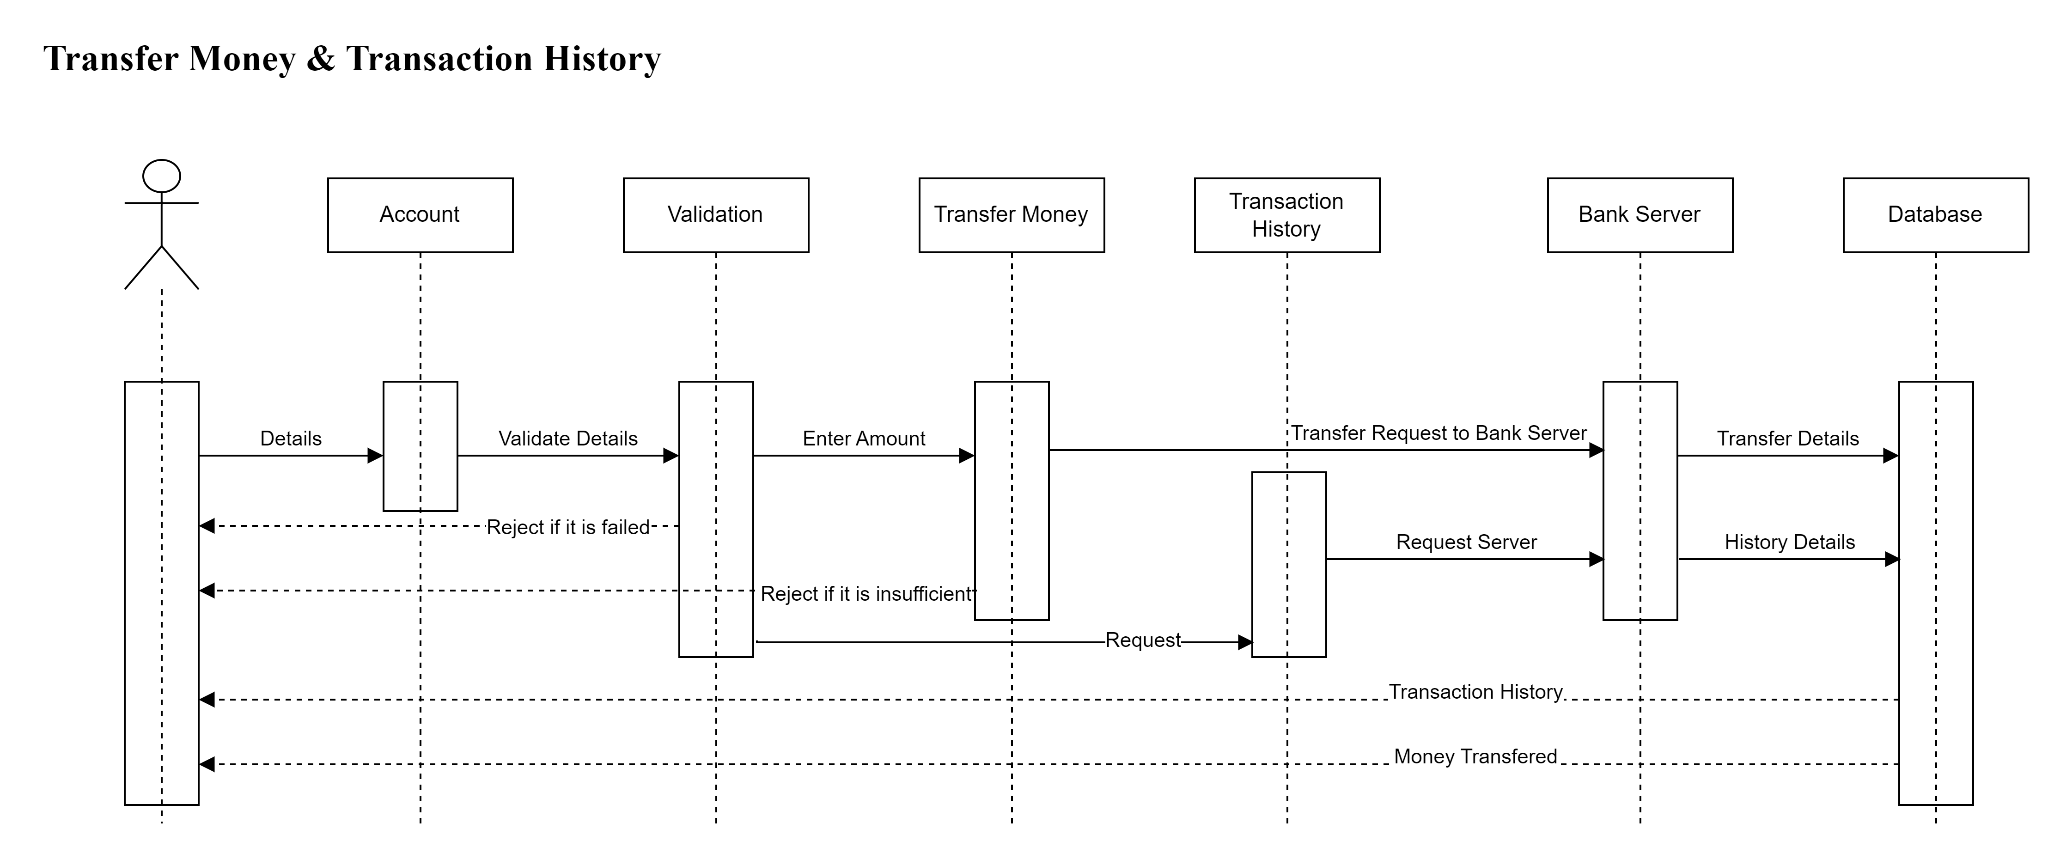 Transfer Money & Transaction History
Account
Validation
Transfer Money
Transaction
History
Bank Server
Database
Details
Validate Details
Enter Amount
Transfer Request to Bank Server
Transfer Details
Reject if it is failed
Request Server
History Details
Reject if it is insufficient
Request
Transaction History
Money Transfered